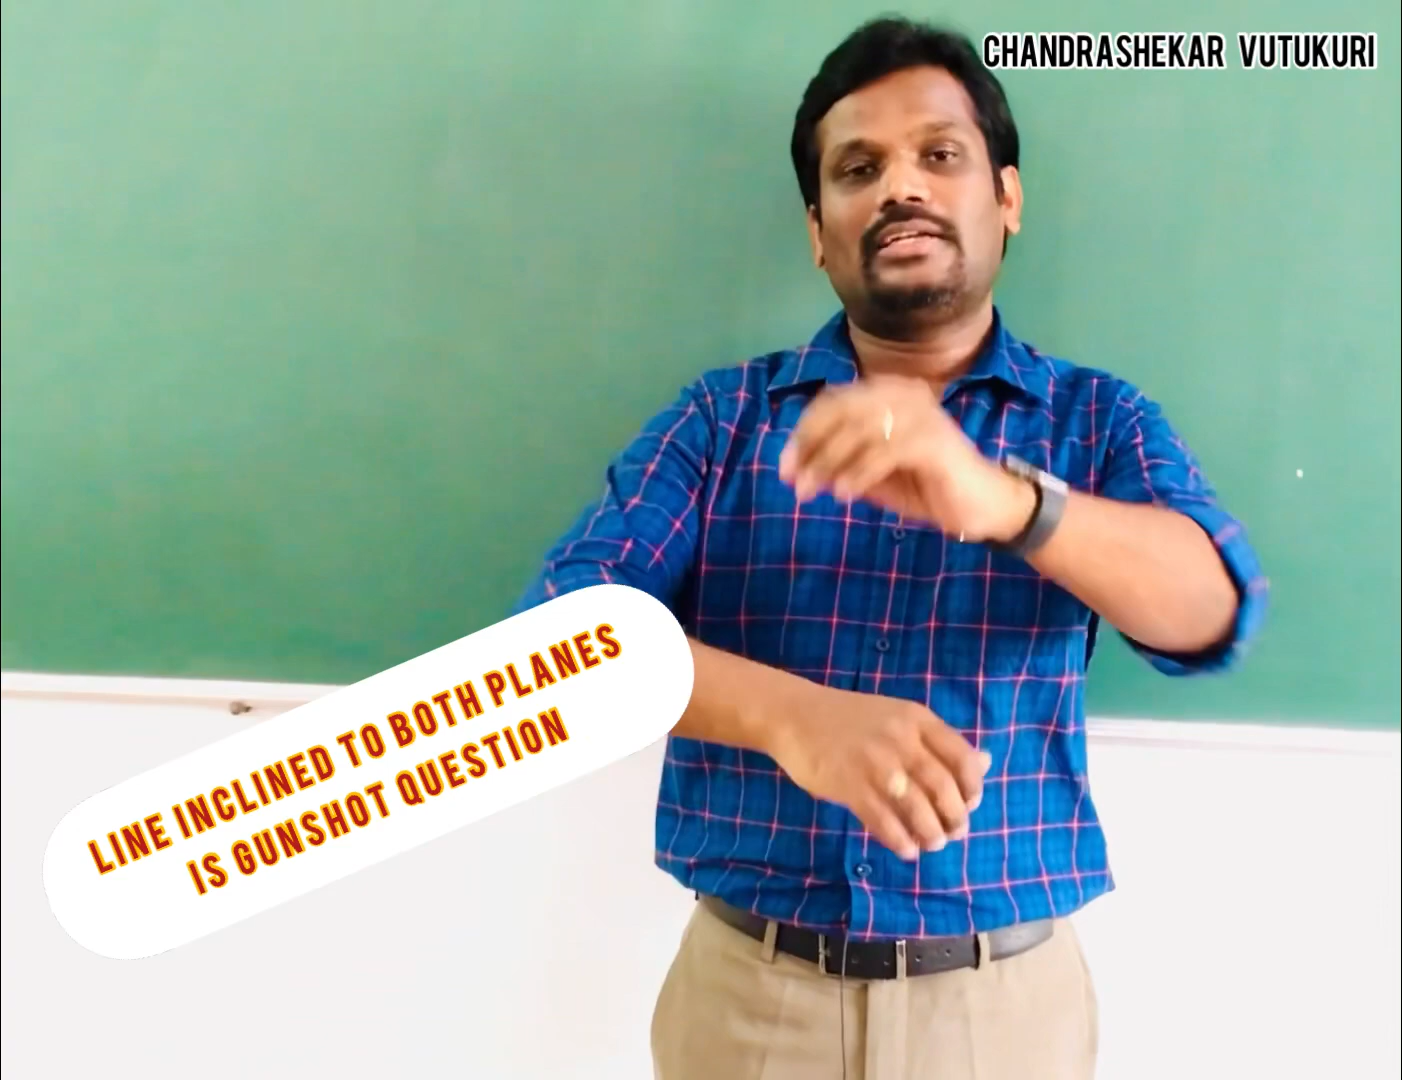 CHANDRASHEKAR VUTUKURI
LINE INCLINED TO BOTH PLANES
IS GUNSHOT QUESTION